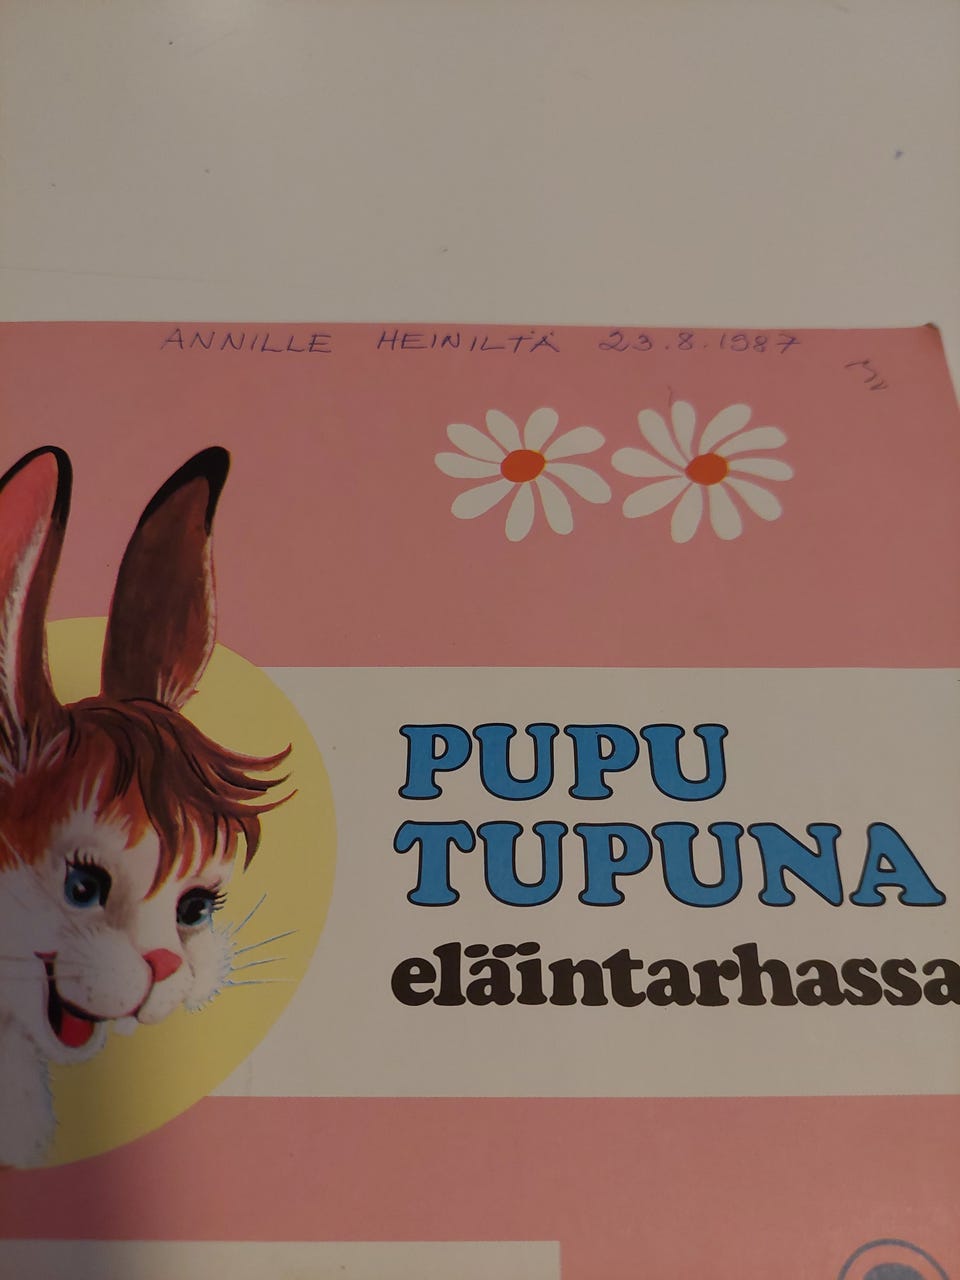 ANNILLE HEINILTÄ 23.8.1987
PUPU
TUPUNA
eläintarhassa